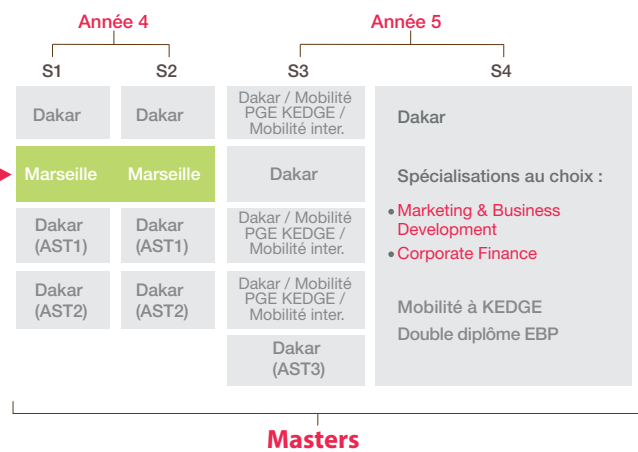 Année 4
Année 5
S1
S2
S3
S4
Dakar
Dakar
Dakar / Mobilité
PGE KEDGE /
Mobilité inter.
Marseille
Marseille
Dakar
Dakar
(AST1)
Dakar
(AST1)
Dakar / Mobilité
PGE KEDGE /
Mobilité inter.
Dakar
(AST2)
Dakar
(AST2)
Dakar / Mobilité
PGE KEDGE /
Mobilité inter.
Dakar
(AST3)
Dakar
Spécialisations au choix :
• Marketing & Business
Development
• Corporate Finance
Mobilité à KEDGE
Double diplôme EBP
Masters